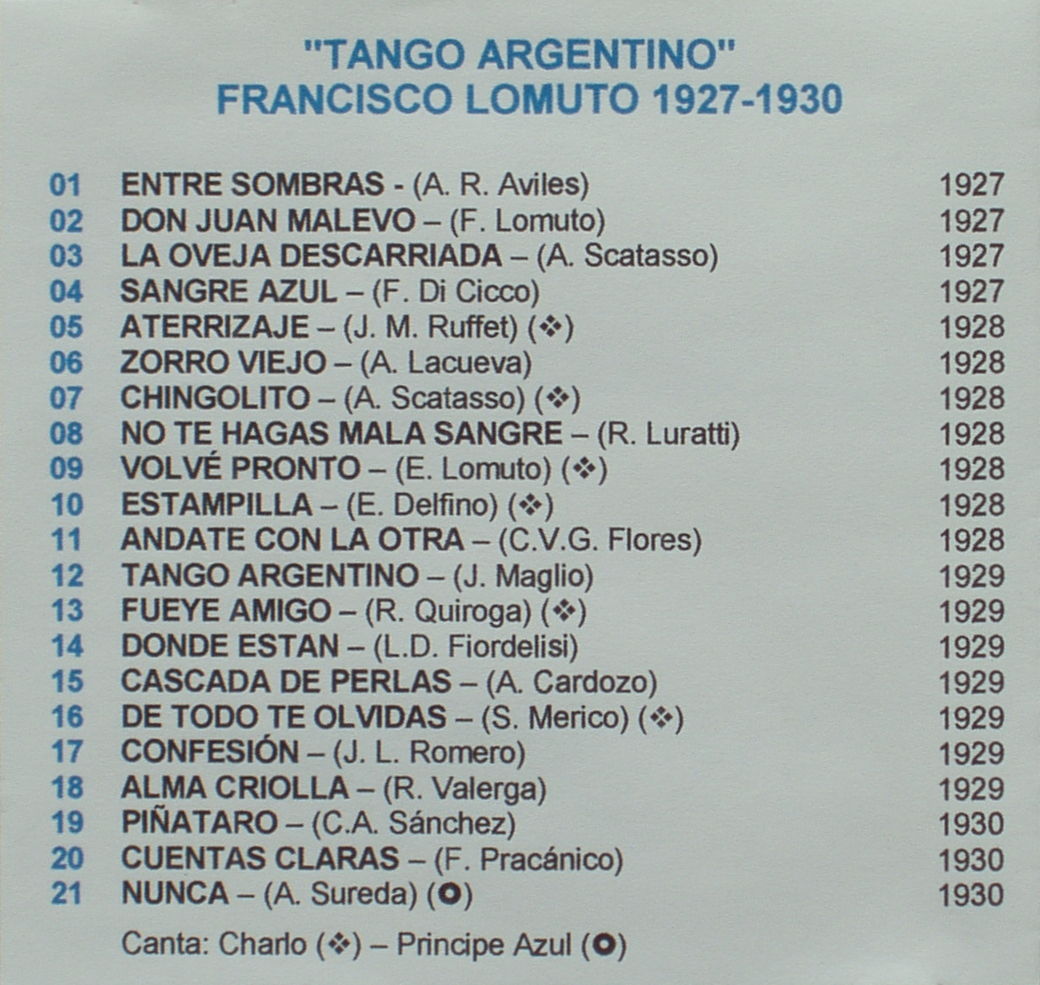 "TANGO ARGENTINO"
FRANCISCO LOMUTO 1927-1930
01 ENTRE SOMBRAS - (A. R. Aviles) 1927
02 DON JUAN MALEVO – (F. Lomuto) 1927
03 LA OVEJA DESCARRIADA – (A. Scatasso) 1927
04 SANGRE AZUL – (F. Di Cicco) 1927
05 ATERRIZAJE – (J. M. Ruffet) (❖) 1928
06 ZORRO VIEJO – (A. Lacueva) 1928
07 CHINGOLITO – (A. Scatasso) (❖) 1928
08 NO TE HAGAS MALA SANGRE – (R. Luratti) 1928
09 VOLVÉ PRONTO – (E. Lomuto) (❖) 1928
10 ESTAMPILLA – (E. Delfino) (❖) 1928
11 ANDATE CON LA OTRA – (C.V.G. Flores) 1928
12 TANGO ARGENTINO – (J. Maglio) 1929
13 FUEYE AMIGO – (R. Quiroga) (❖) 1929
14 DONDE ESTAN – (L.D. Fiordelisi) 1929
15 CASCADA DE PERLAS – (A. Cardozo) 1929
16 DE TODO TE OLVIDAS – (S. Merico) (❖) 1929
17 CONFESIÓN – (J. L. Romero) 1929
18 ALMA CRIOLLA – (R. Valerga) 1929
19 PIÑATARO – (C.A. Sánchez) 1930
20 CUENTAS CLARAS – (F. Pracánico) 1930
21 NUNCA – (A. Sureda) (✪) 1930
Canta: Charlo (❖) – Principe Azul (✪)